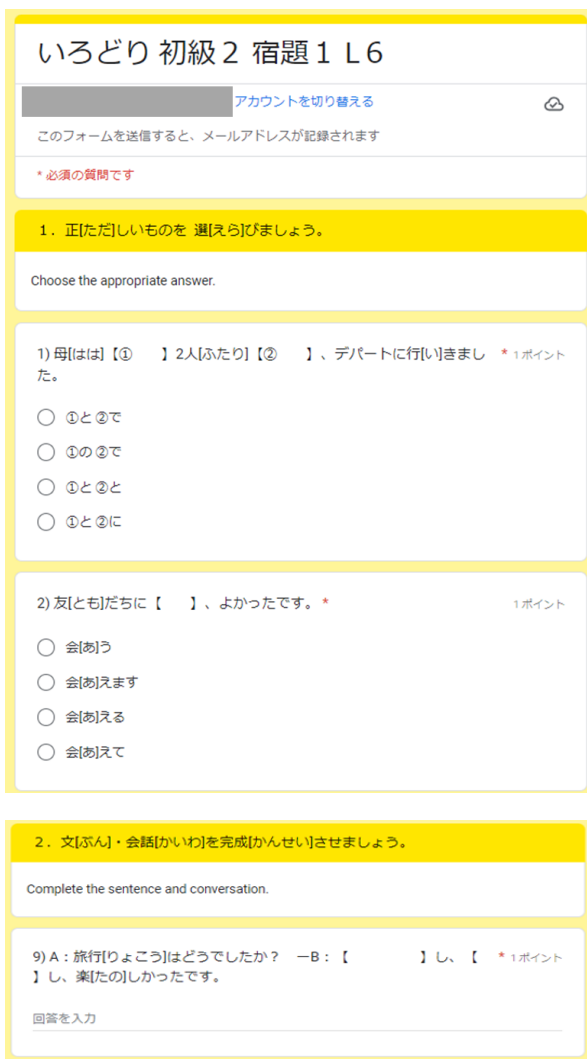 いろどり 初級２ 宿題１ L６
アカウントを切り替える
このフォームを送信すると、メールアドレスが記録されます
* 必須の質問です
１．正[ただ]しいものを 選[えら]びましょう。
Choose the appropriate answer.
1) 母[はは]【①　　】2人[ふたり]【②　　】、デパートに行[い]きまし * 1 ポイント
た。
①と ②で
①の ②で
①と ②と
①と ②に
2) 友[とも]だちに【　　】、よかったです。 * 1 ポイント
会[あ]う
会[あ]えます
会[あ]える
会[あ]えて
２．文[ぶん]・会話[かいわ]を完成[かんせい]させましょう。
Complete the sentence and conversation.
9) A：旅行[りょこう]はどうでしたか？　―B：【　　　　　】し、【 * 1 ポイント
】し、楽[たの]しかったです。
回答を入力